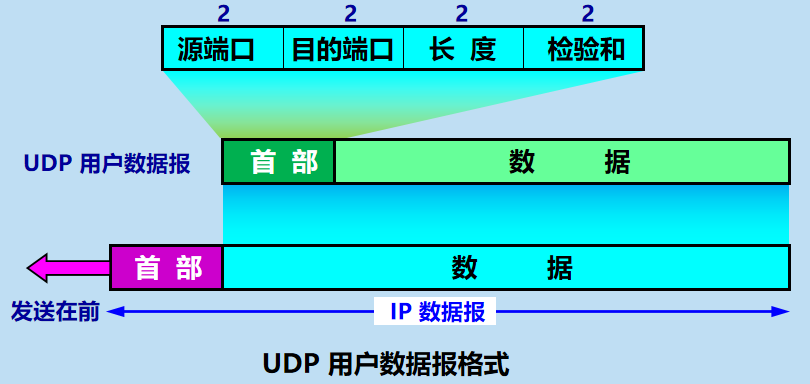 2 2 2 2
源端口 目的端口 长 度 检验和
UDP 用户数据报 首 部 数 据
首 部 数 据
发送在前 IP 数据报
UDP 用户数据报格式